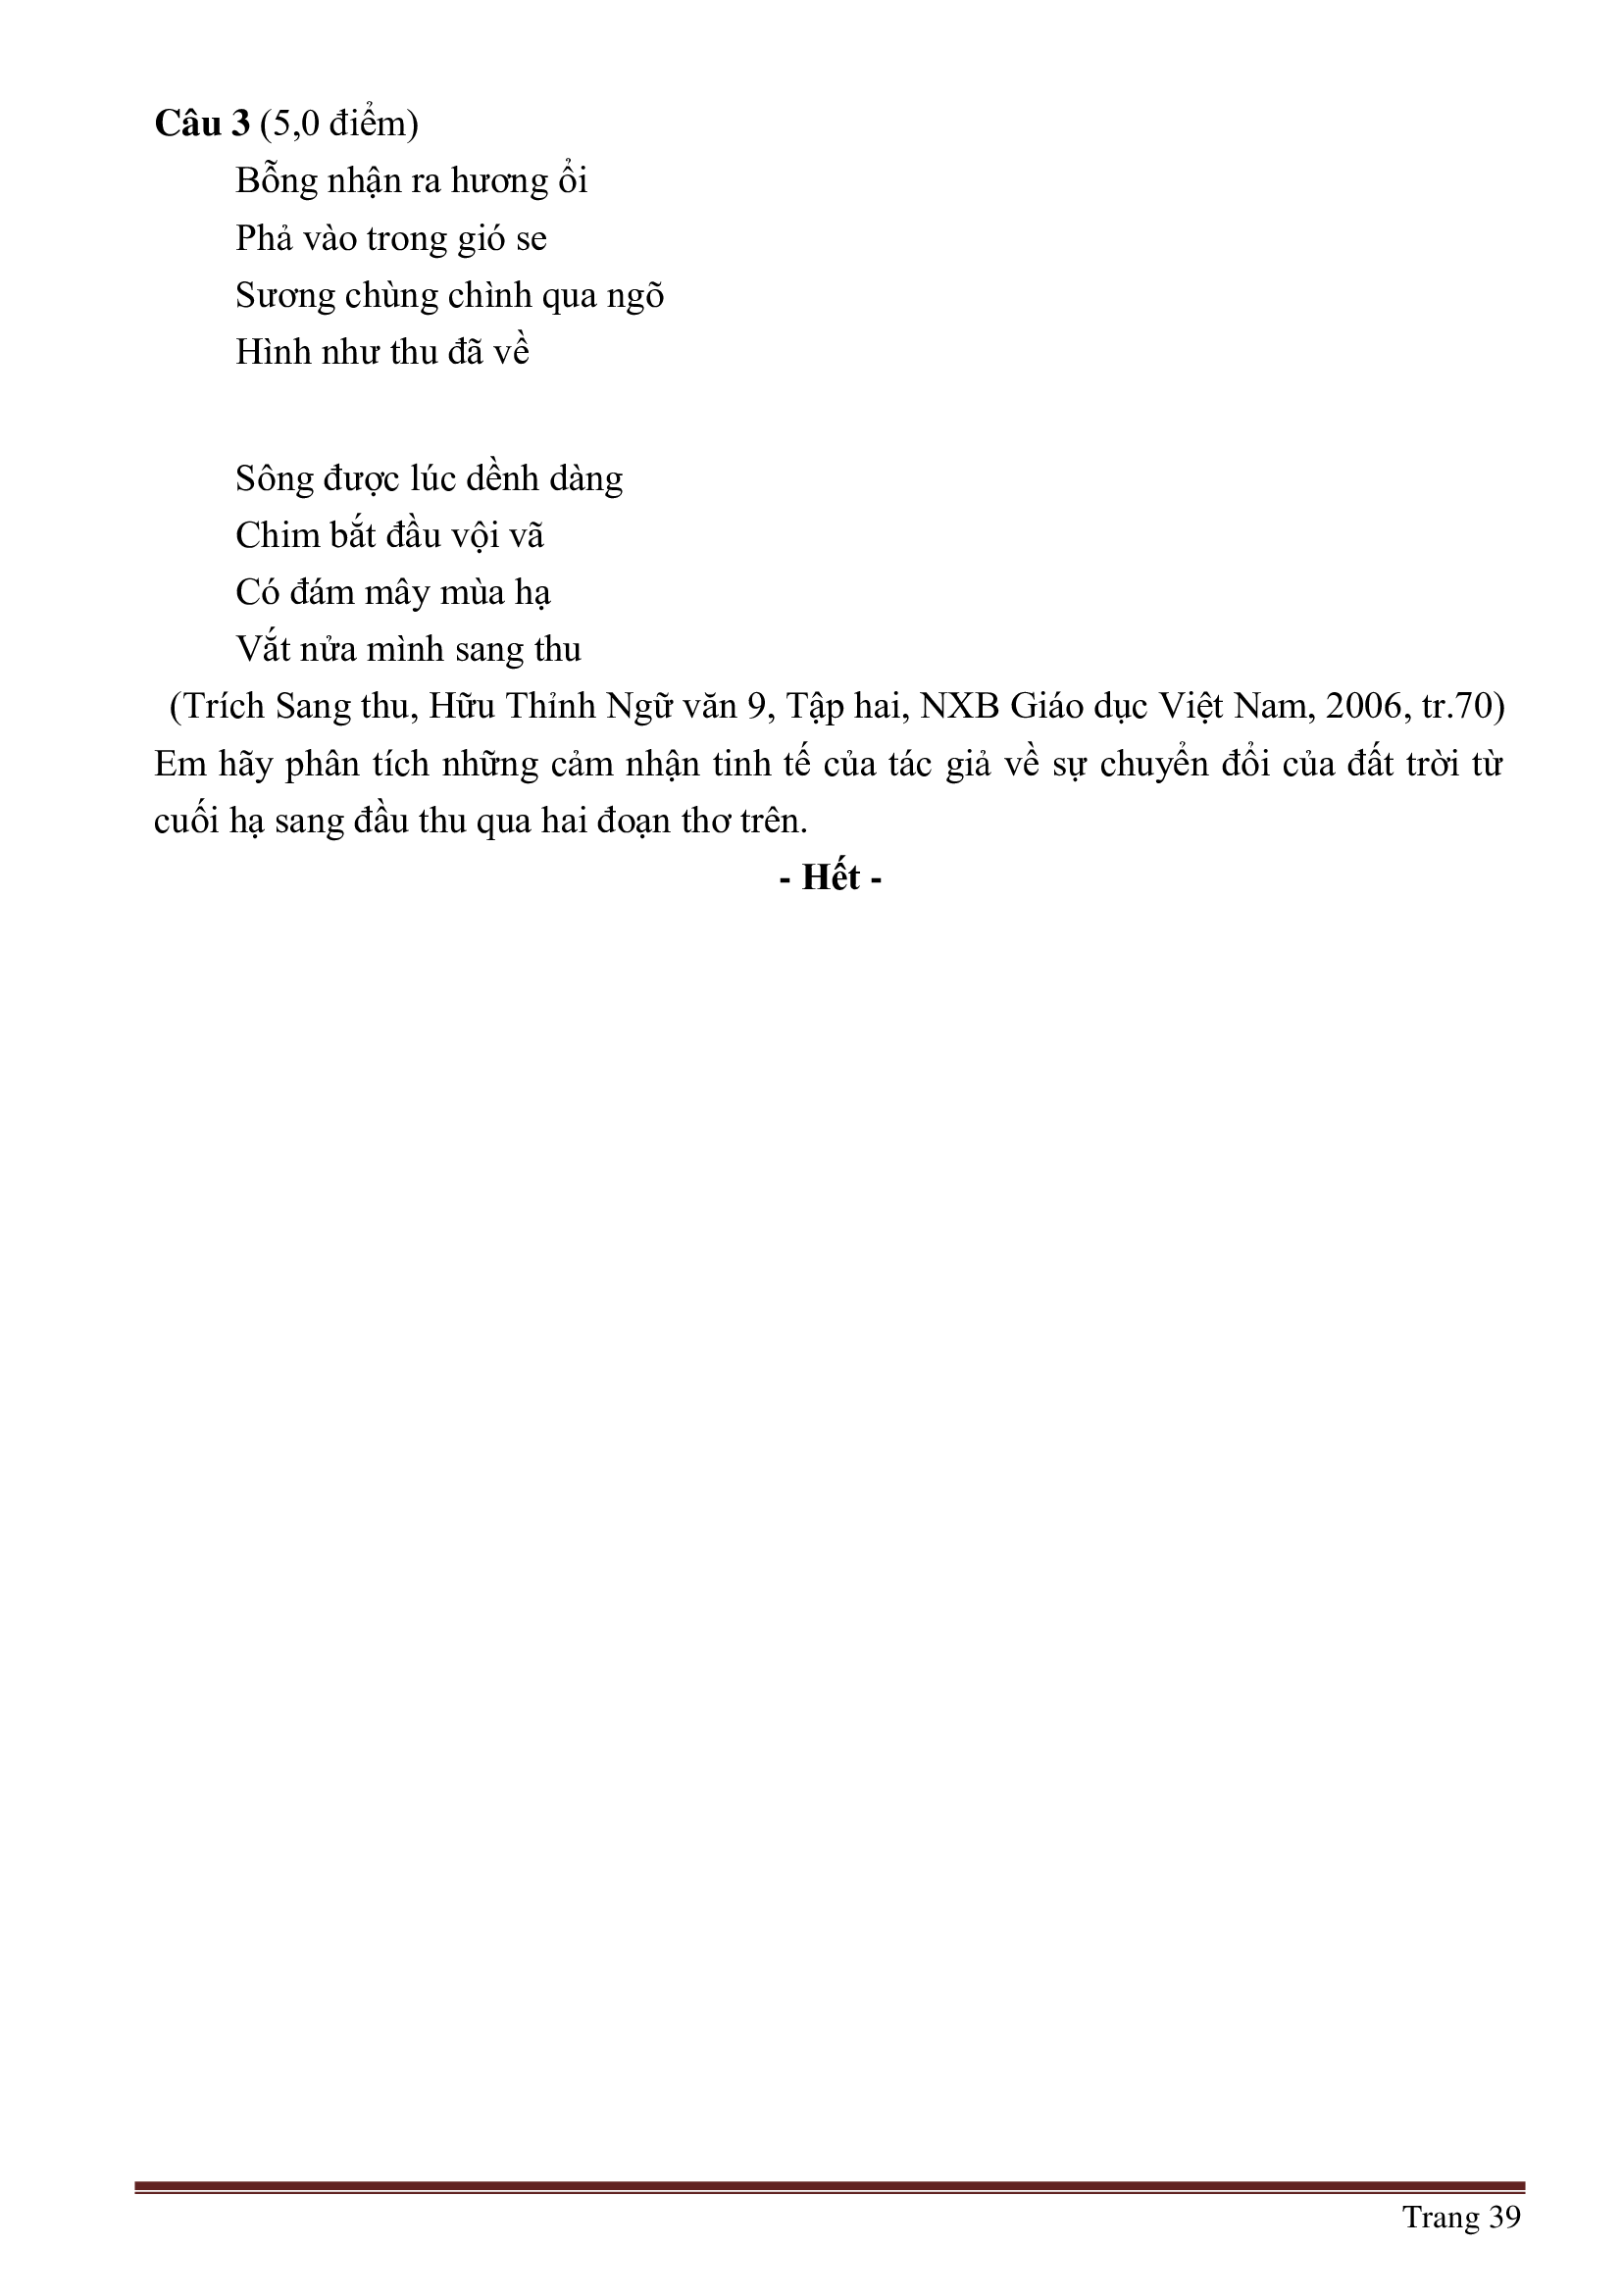 Câu 3 (5,0 điểm)
Bỗng nhận ra hương ổi
Phả vào trong gió se
Sương chùng chình qua ngõ
Hình như thu đã về
Sông được lúc dềnh dàng
Chim bắt đầu vội vã
Có đám mây mùa hạ
Vắt nửa mình sang thu
(Trích Sang thu, Hữu Thỉnh Ngữ văn 9, Tập hai, NXB Giáo dục Việt Nam, 2006, tr.70)
Em hãy phân tích những cảm nhận tinh tế của tác giả về sự chuyển đổi của đất trời từ
cuối hạ sang đầu thu qua hai đoạn thơ trên.
- Hết -
Trang 39